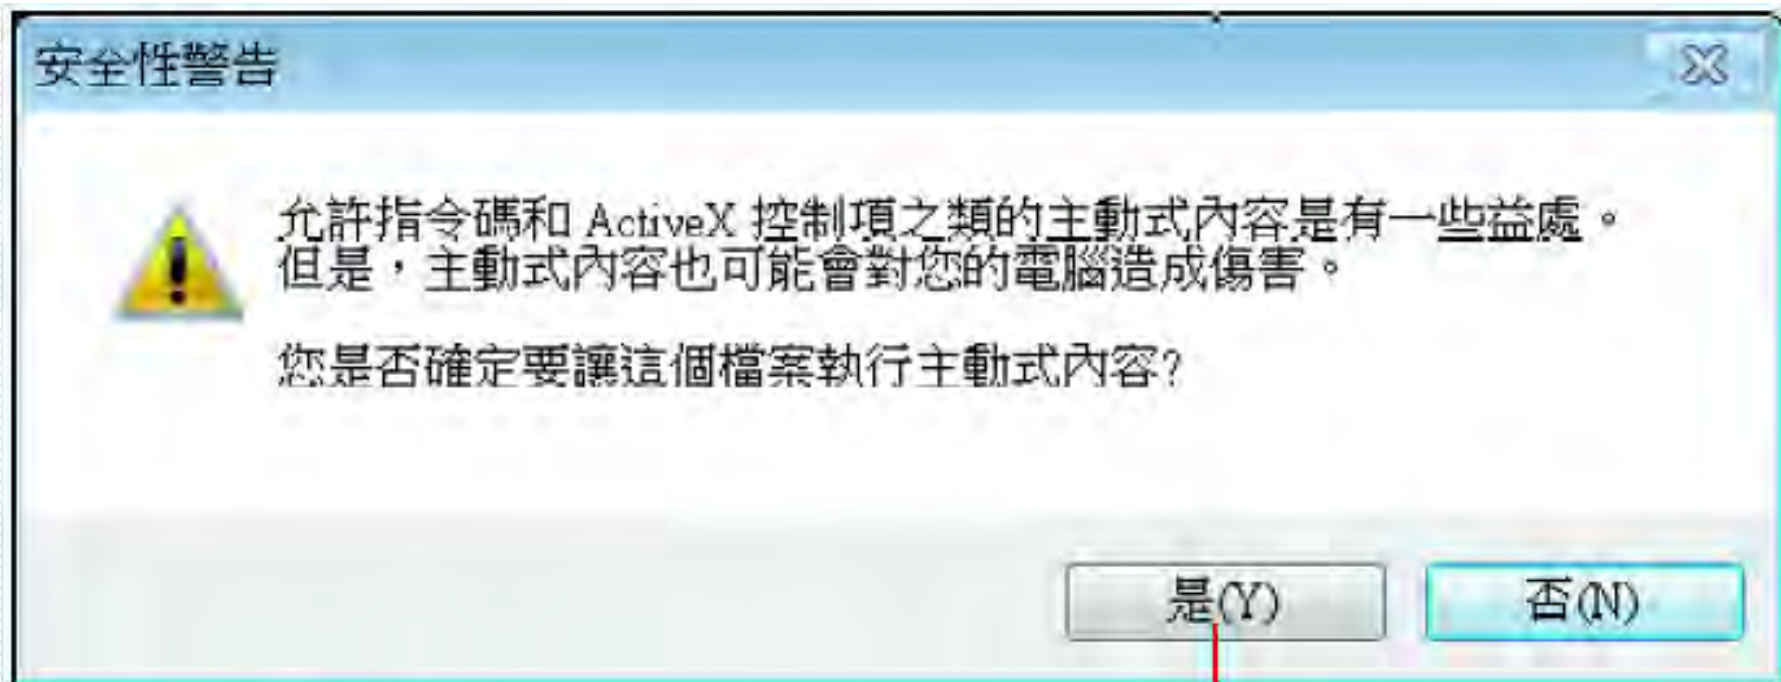 安全性警告
允許指令碼和 ActiveX 控制項之類的主動式內容是有一些益處。
但是，主動式內容也可能會對您的電腦造成傷害。
您是否確定要讓這個檔案執行主動式內容?
是(Y)
否(N)